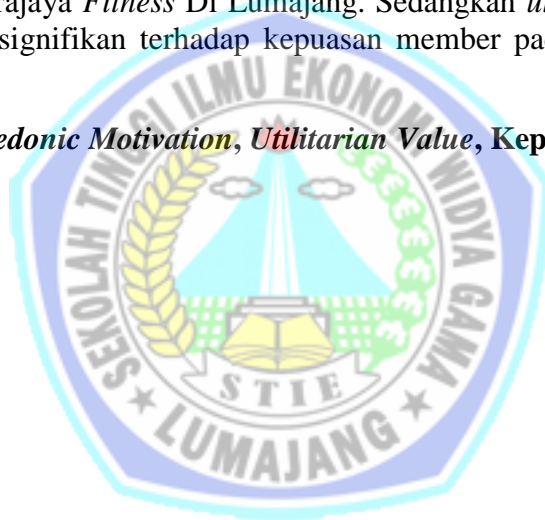 rajaya Fitness Di Lumajang. Sedangkan
signifikan terhadap kepuasan member
edonic Motivation, Utilitarian Value, Kep
SEKOLAH TINGGI ILMU EKONOMI WIDYA GAMA
STIE
LUMAJANG